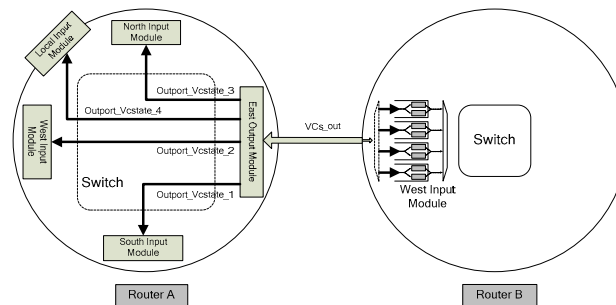 Local Input
Module
North Input
Module
Outport_Vcstate_3
Outport_Vcstate_4
West Input
Module
Outport_Vcstate_2
East Output Module
VCs_out
Switch
Outport_Vcstate_1
South Input
Module
Switch
West Input
Module
Router A
Router B